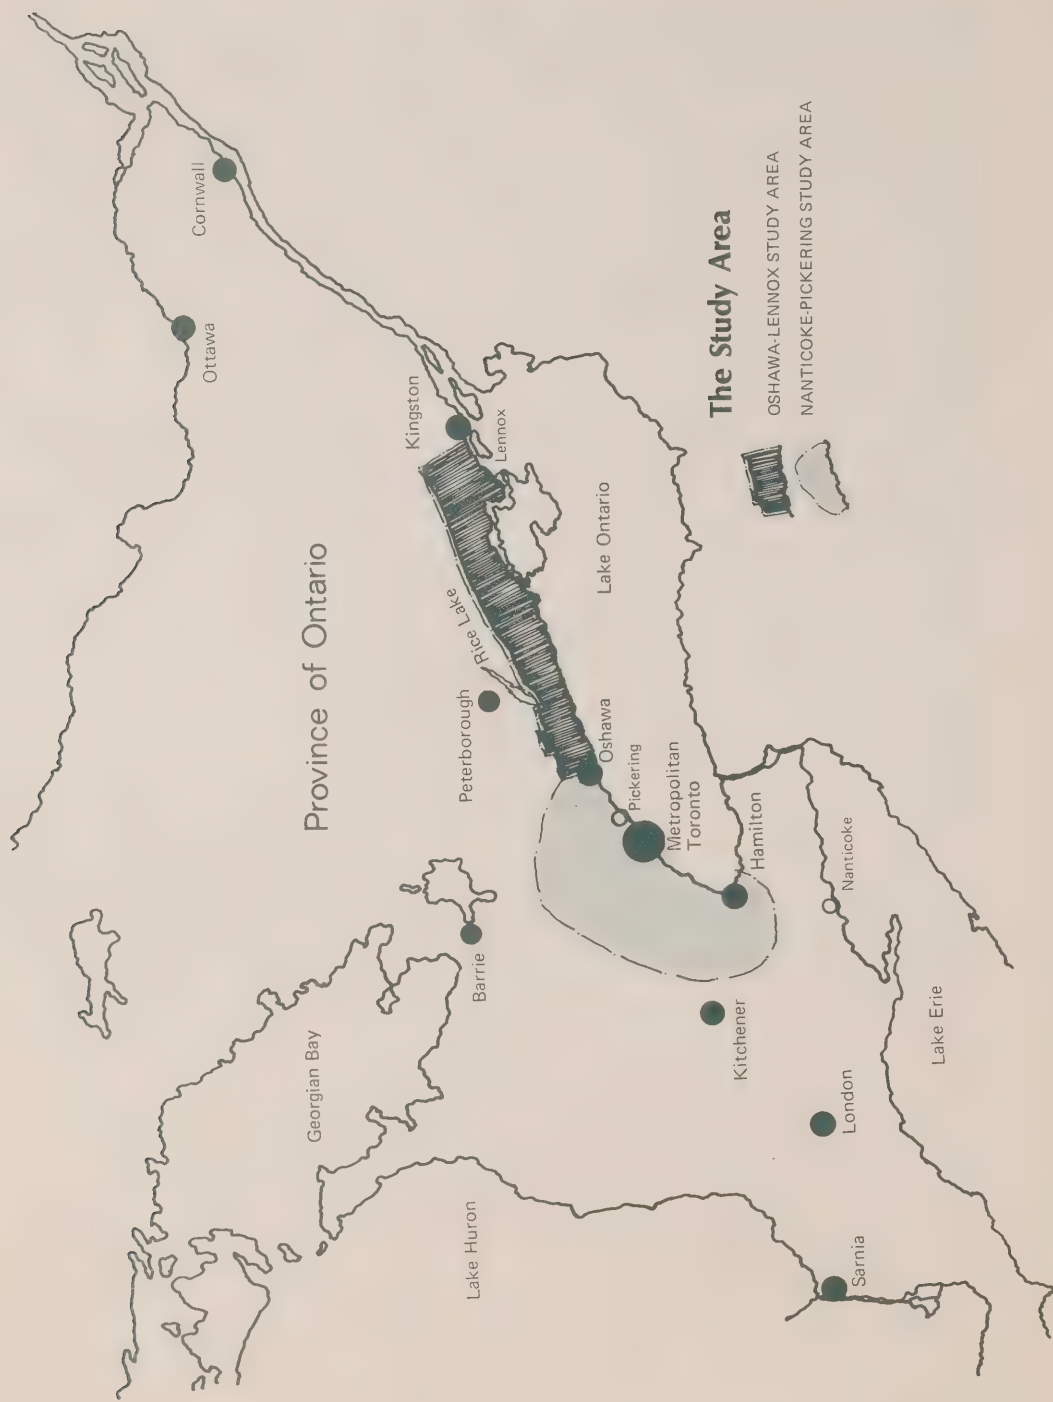 Province of Ontario
Cornwall
Ottawa
Kingston
Lennox
Rice Lake
Peterborough
Lake Ontario
Oshawa
Pickering
Metropolitan
Toronto
Hamilton
Nanticoke
Barrie
Georgian Bay
Kitchener
London
Lake Erie
Lake Huron
Sarnia
The Study Area
OSHAWA-LENNOX STUDY AREA
NANTICOKE-PICKERING STUDY AREA